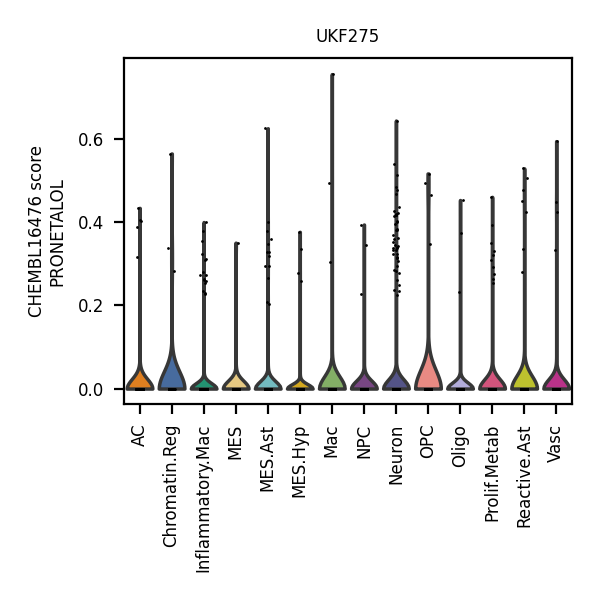 UKF275
CHEMBL16476 score
PRONETALOL
0.6
0.4
0.2
0.0
AC
Chromatin.Reg
Inflammatory.Mac
MES
MES.Ast
MES.Hyp
Mac
NPC
Neuron
OPC
Oligo
Prolif.Metab
Reactive.Ast
Vasc